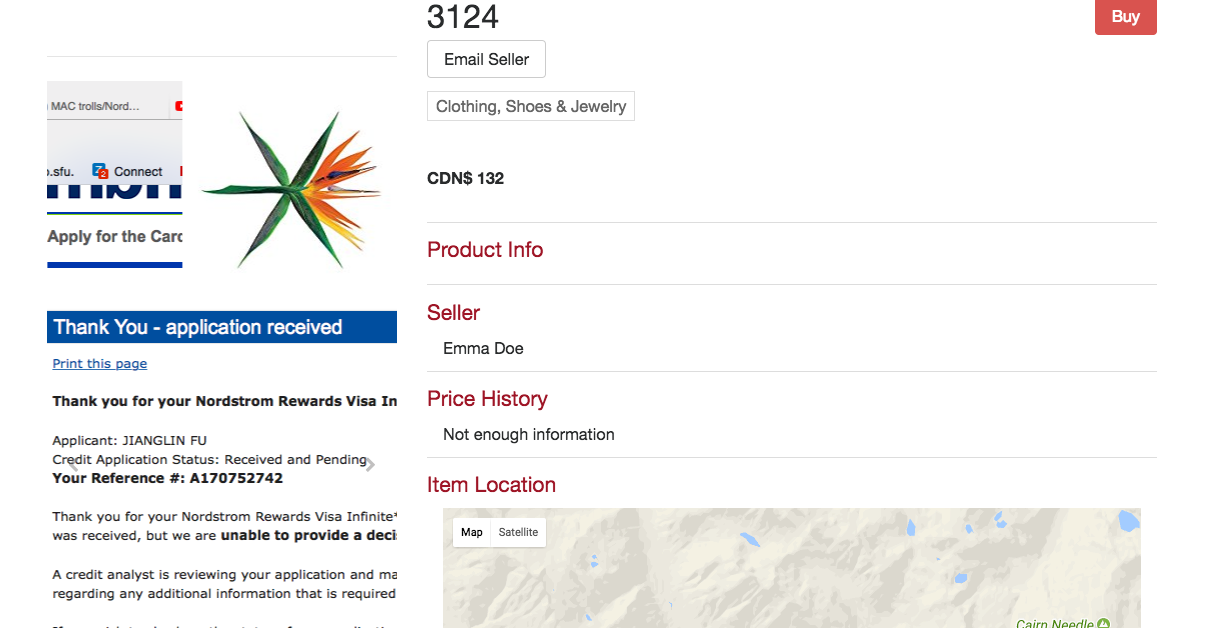 3124
Buy
Email Seller
Clothing, Shoes & Jewelry
CDN$ 132
Product Info
Seller
Emma Doe
Price History
Not enough information
Item Location
Map
Satellite
Cairn Needle
MAC trolls/Nord...
.sfu.
Connect
Apply for the Card
Thank You - application received
Print this page
Thank you for your Nordstrom Rewards Visa In
Applicant: JIANGLIN FU
Credit Application Status: Received and Pending
Your Reference #: A170752742
Thank you for your Nordstrom Rewards Visa Infinite*
was received, but we are unable to provide a deci
A credit analyst is reviewing your application and ma
regarding any additional information that is required